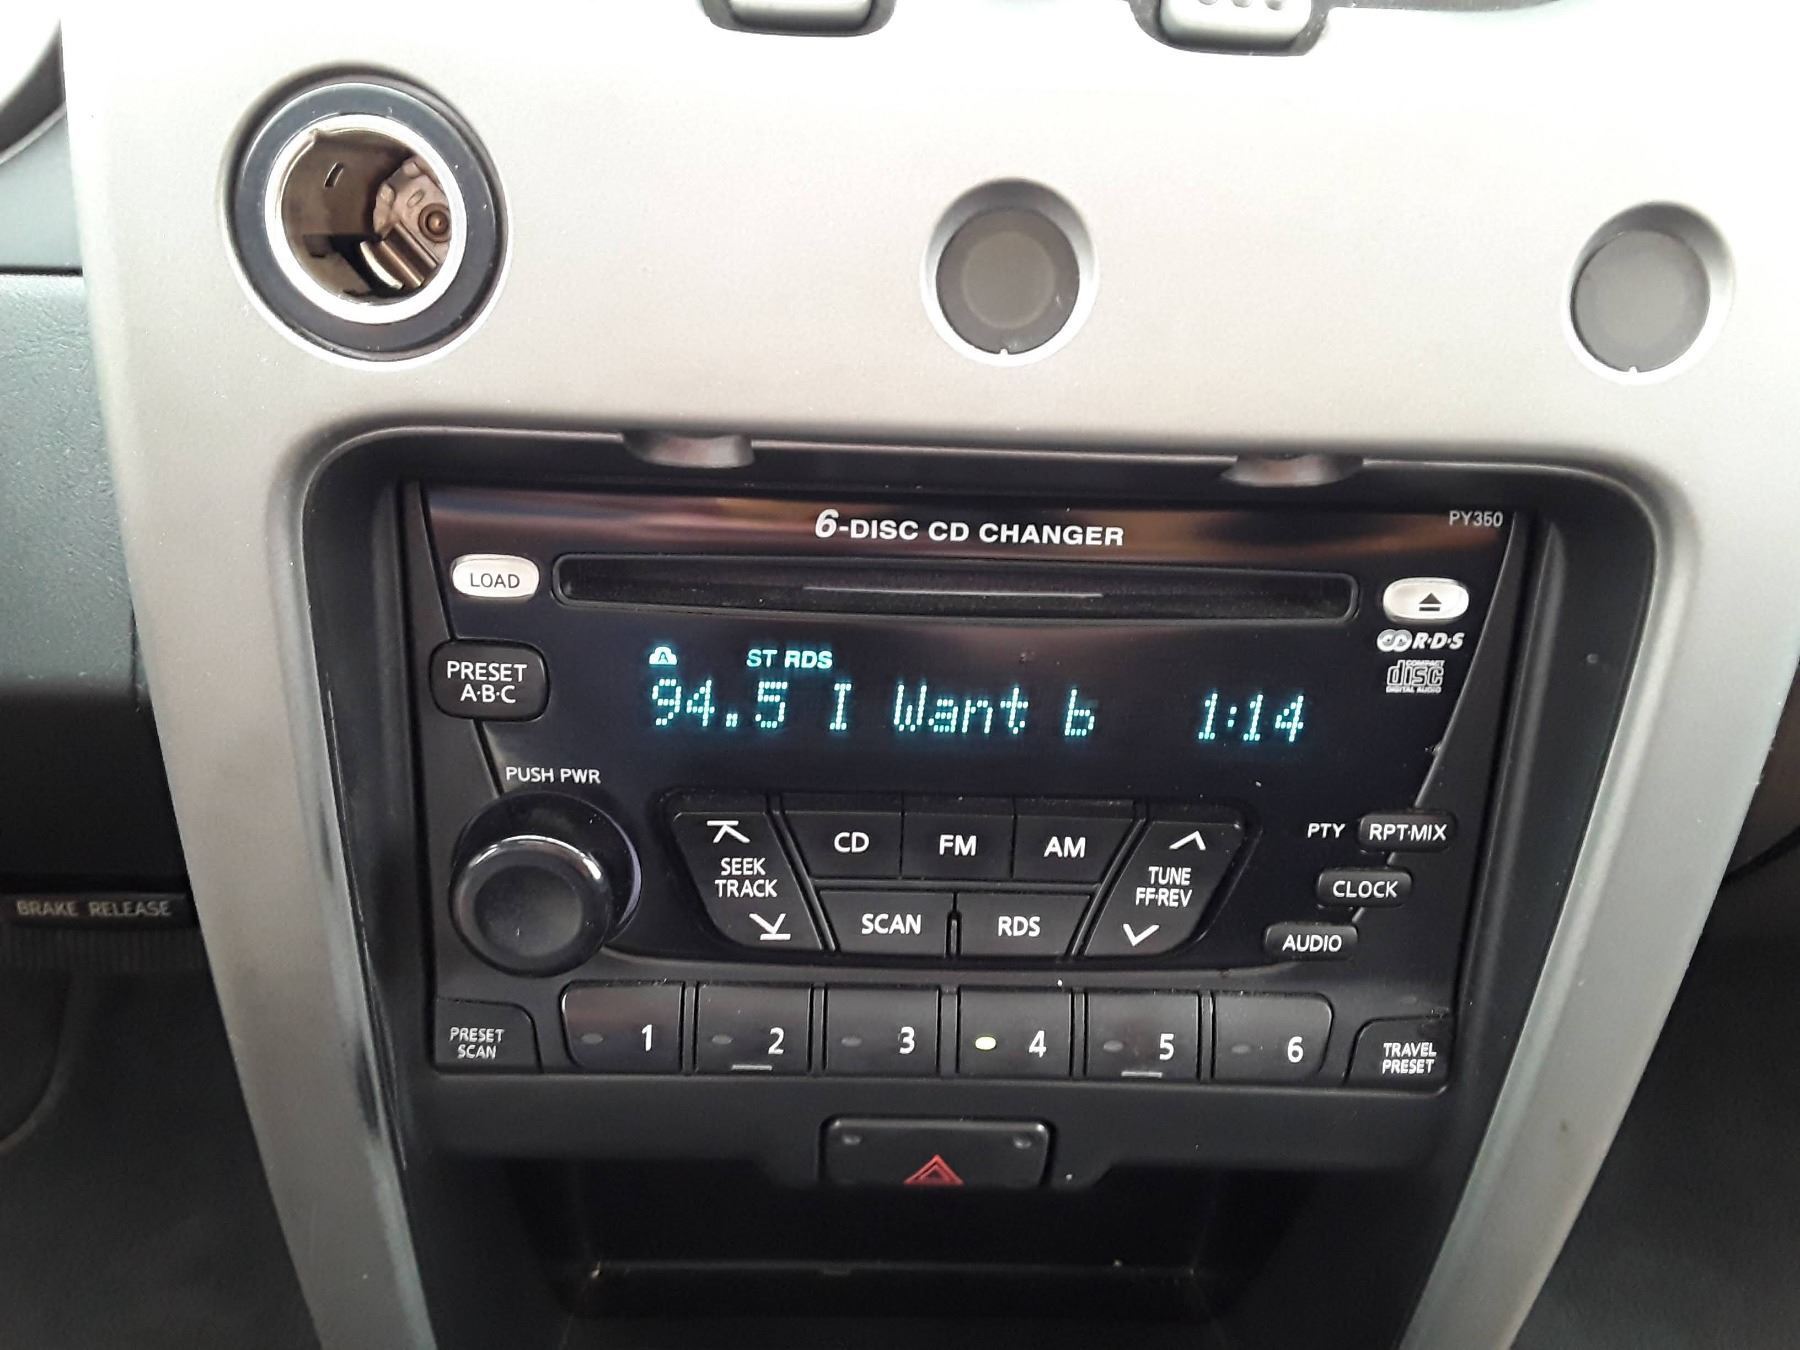 6-DISC CD CHANGER
PY350
LOAD
R·D·S
COMPACT
disc
DIGITAL AUDIO
PRESET
A·B·C
A
ST RDS
94.5 I Want b 1:14
PUSH PWR
SEEK
TRACK
CD
FM
AM
TUNE
FF·REV
PTY
RPT·MIX
SCAN
RDS
CLOCK
AUDIO
BRAKE RELEASE
PRESET
SCAN
1
2
3
4
5
6
TRAVEL
PRESET